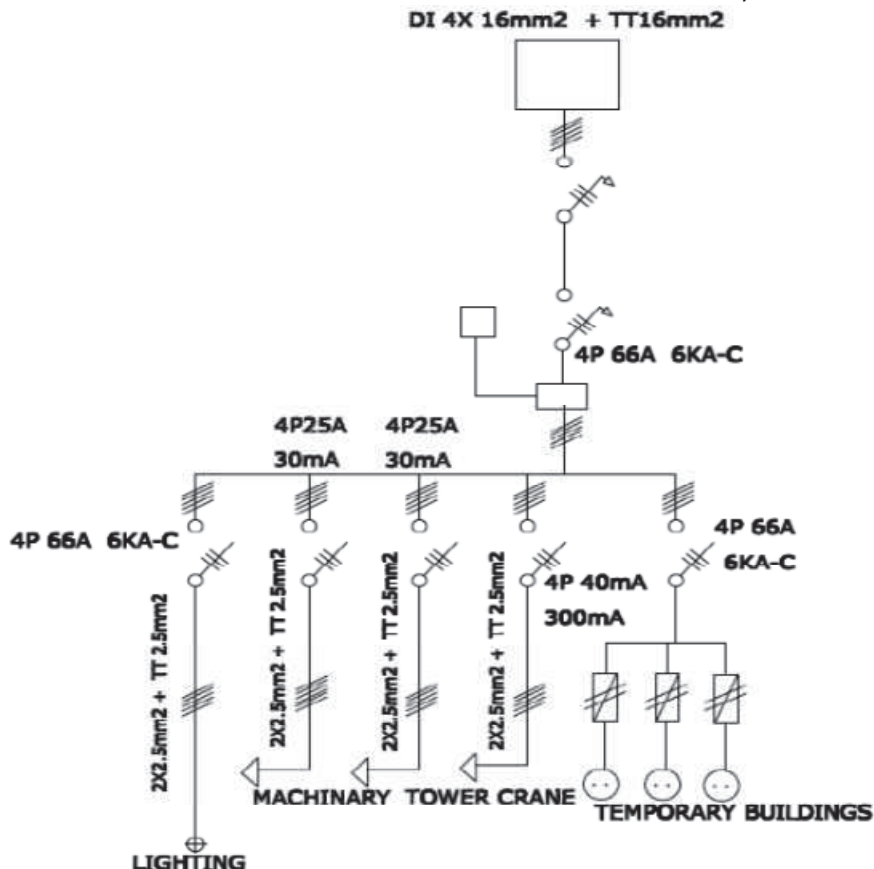 DI 4X 16mm2 + TT16mm2
4P 66A 6KA-C
4P25A
30mA
4P25A
30mA
4P 66A 6KA-C
4P 66A
6KA-C
4P 40mA
300mA
2X2.5mm2 + TT 2.5mm2
2X2.5mm2 + TT 2.5mm2
2X2.5mm2 + TT 2.5mm2
2X2.5mm2 + TT 2.5mm2
MACHINARY TOWER CRANE
TEMPORARY BUILDINGS
LIGHTING